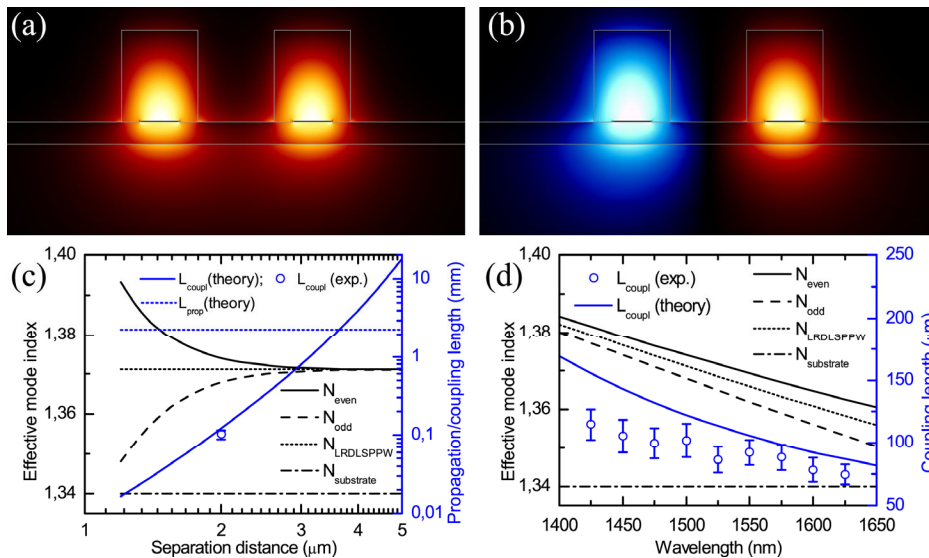 (a)
(b)
(c)
L_coupl (theory); L_coupl (exp.)
L_prop (theory)
N_even
N_odd
N_LRDLSPPW
N_substrate
1,40
1,38
1,36
1,34
Effective mode index
10
1
0,1
0,01
Propagation/coupling length (mm)
1 2 3 4 5
Separation distance (μm)
(d)
L_coupl (exp.)
L_coupl (theory)
N_even
N_odd
N_LRDLSPPW
N_substrate
1,40
1,38
1,36
1,34
Effective mode index
250
200
150
100
50
Coupling length (μm)
1400 1450 1500 1550 1600 1650
Wavelength (nm)